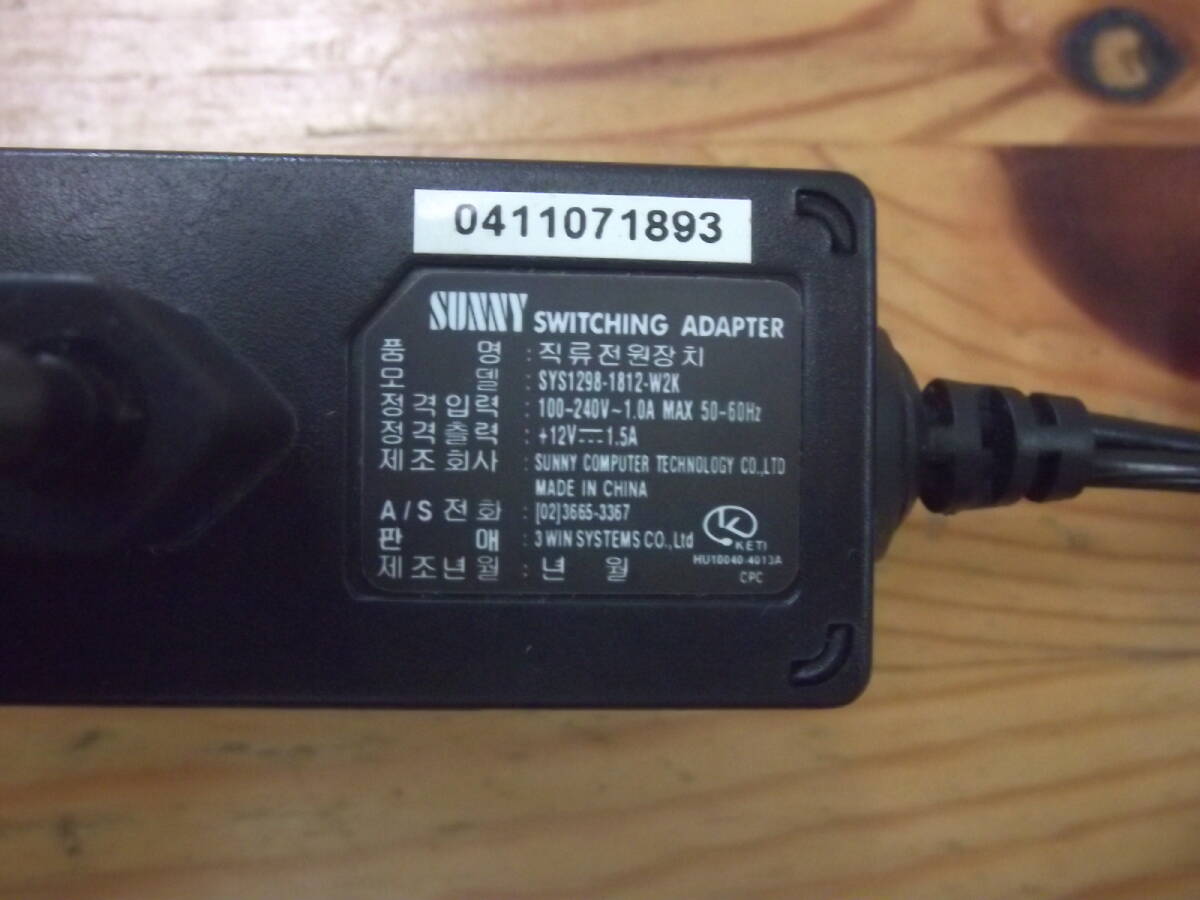 0411071893
SUNNY SWITCHING ADAPTER
품 명 : 직류전원장치
모 델 : SYS1298-1812-W2K
정격입력 : 100-240V~1.0A MAX 50-60Hz
정격출력 : +12V⎓1.5A
제조회사 : SUNNY COMPUTER TECHNOLOGY CO.,LTD
MADE IN CHINA
A/S 전화 : [02]3665-3367
판 매 : 3 WIN SYSTEMS CO.,Ltd
KETI
HU10040-4013A
제조년월 : 년 월
CPC